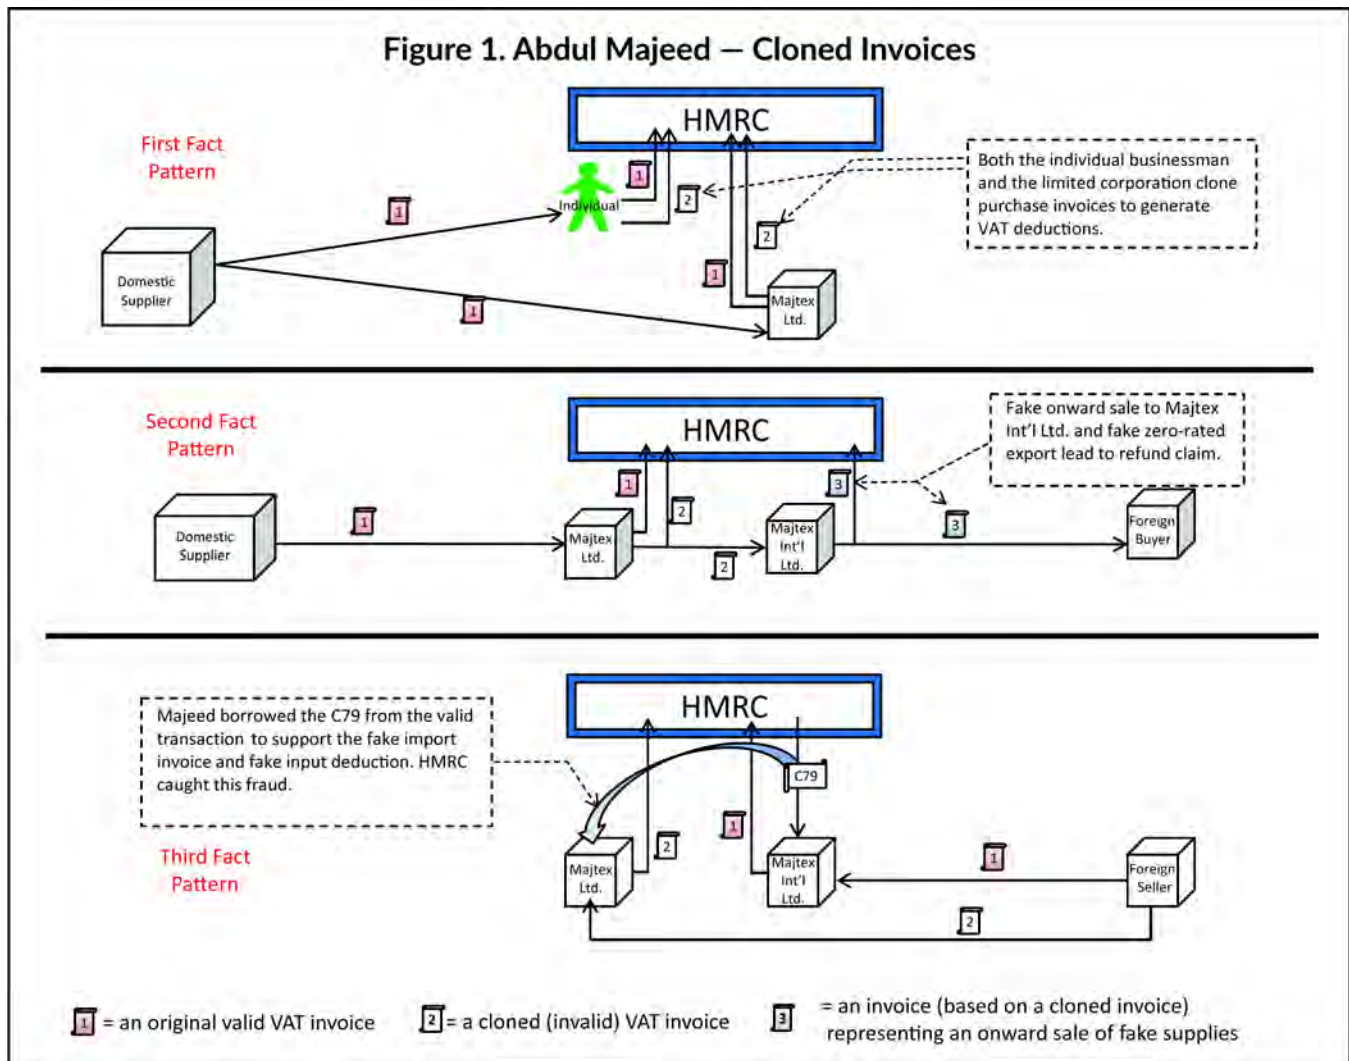 Figure 1. Abdul Majeed — Cloned Invoices
HMRC
First Fact
Pattern
Both the individual businessman
and the limited corporation clone
purchase invoices to generate
VAT deductions.
1
2
Individual
1
2
Domestic
Supplier
1
1
Majtex
Ltd.
Second Fact
Pattern
HMRC
Fake onward sale to Majtex
Int'l Ltd. and fake zero-rated
export lead to refund claim.
1
2
3
1
3
Domestic
Supplier
Majtex
Ltd.
2
Majtex
Int'l
Ltd.
Foreign
Buyer
HMRC
Majeed borrowed the C79 from the valid
transaction to support the fake import
invoice and fake input deduction. HMRC
caught this fraud.
C79
1
2
1
Third Fact
Pattern
Majtex
Ltd.
Majtex
Int'l
Ltd.
Foreign
Seller
2
1 = an original valid VAT invoice
2 = a cloned (invalid) VAT invoice
3 = an invoice (based on a cloned invoice)
representing an onward sale of fake supplies